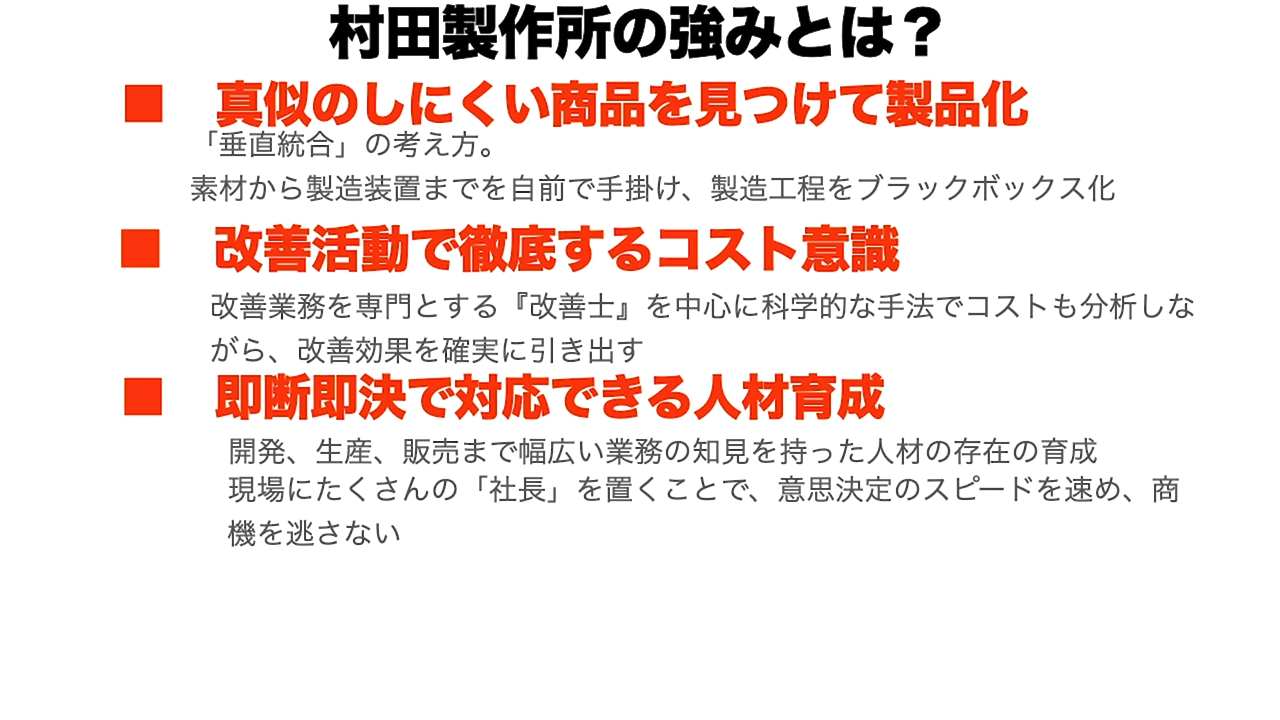 村田製作所の強みとは？
■ 真似のしにくい商品を見つけて製品化
「垂直統合」の考え方。
素材から製造装置までを自前で手掛け、製造工程をブラックボックス化
■ 改善活動で徹底するコスト意識
改善業務を専門とする『改善士』を中心に科学的な手法でコストも分析しな
がら、改善効果を確実に引き出す
■ 即断即決で対応できる人材育成
開発、生産、販売まで幅広い業務の知見を持った人材の存在の育成
現場にたくさんの「社長」を置くことで、意思決定のスピードを速め、商
機を逃さない